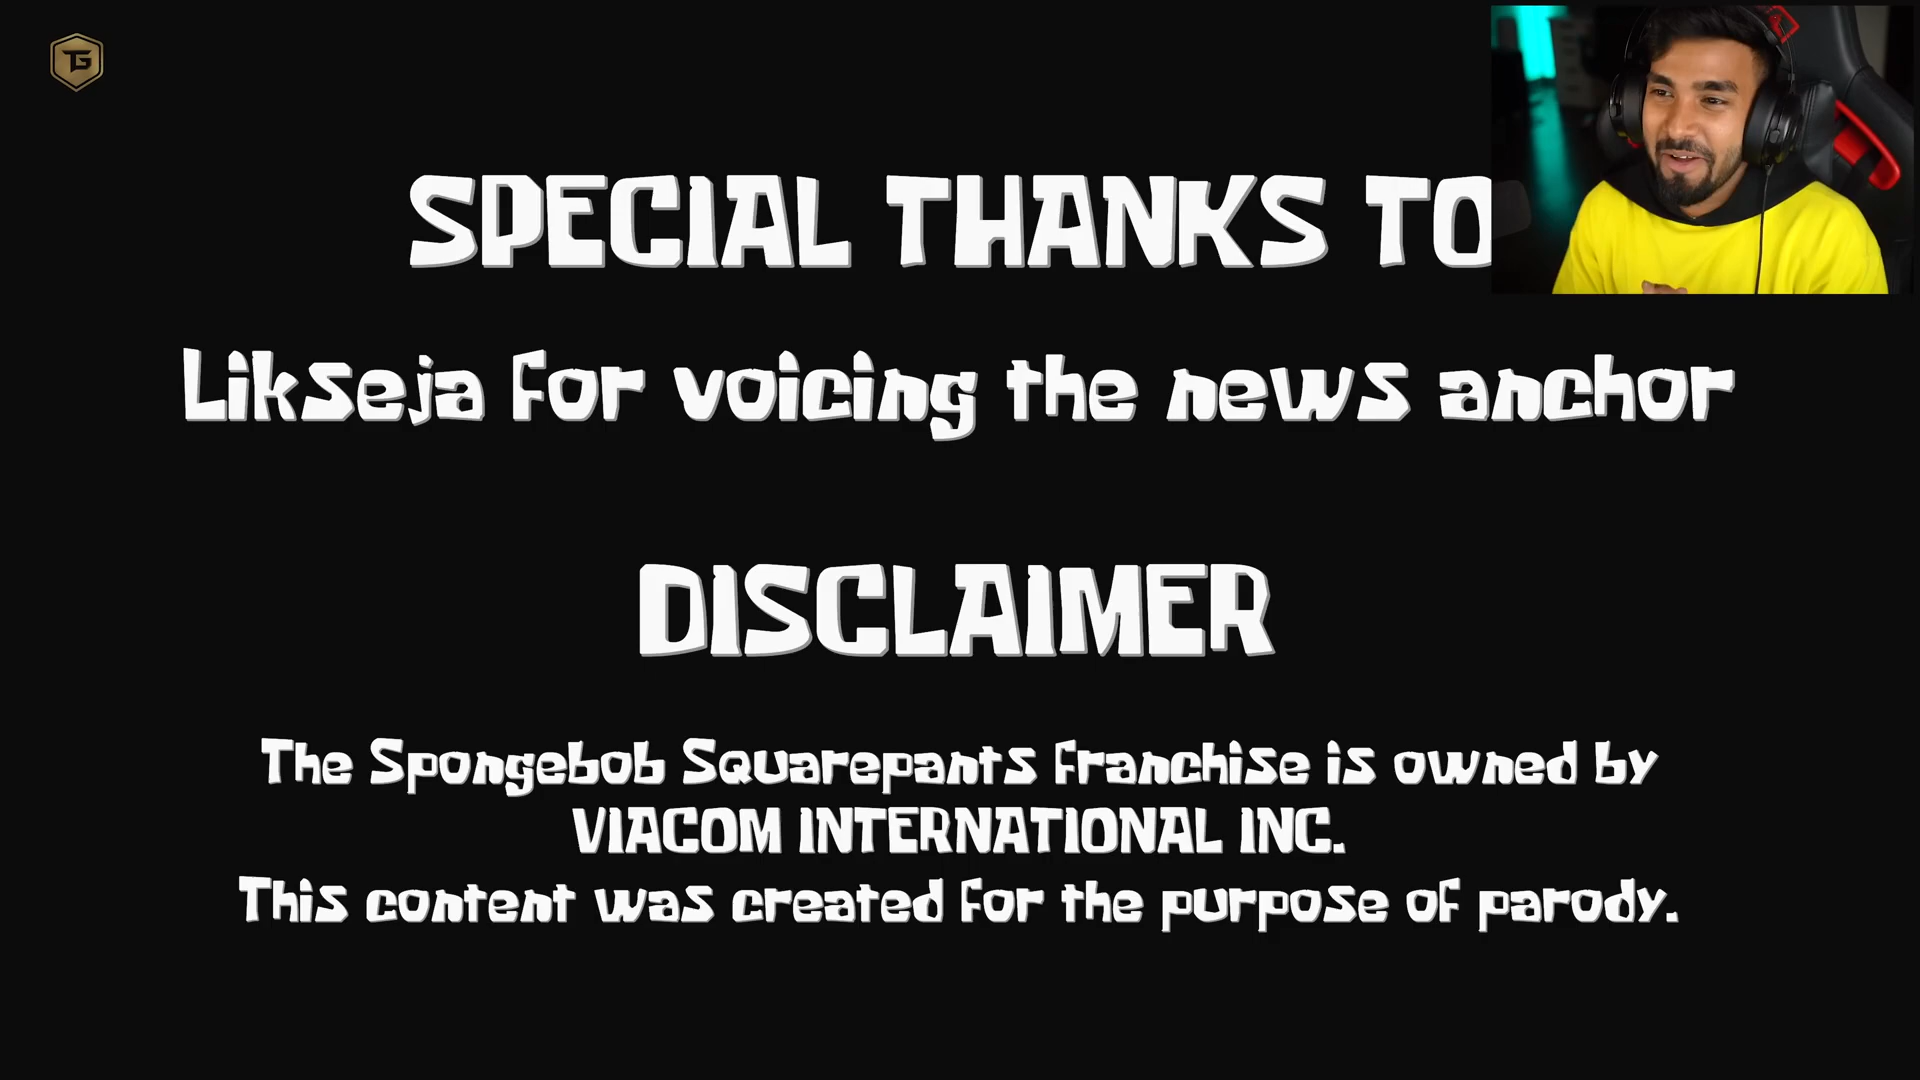 TG
SPECIAL THANKS TO
Likseja for voicing the news anchor
DISCLAIMER
The Spongebob Squarepants franchise is owned by
VIACOM INTERNATIONAL INC.
This content was created for the purpose of parody.